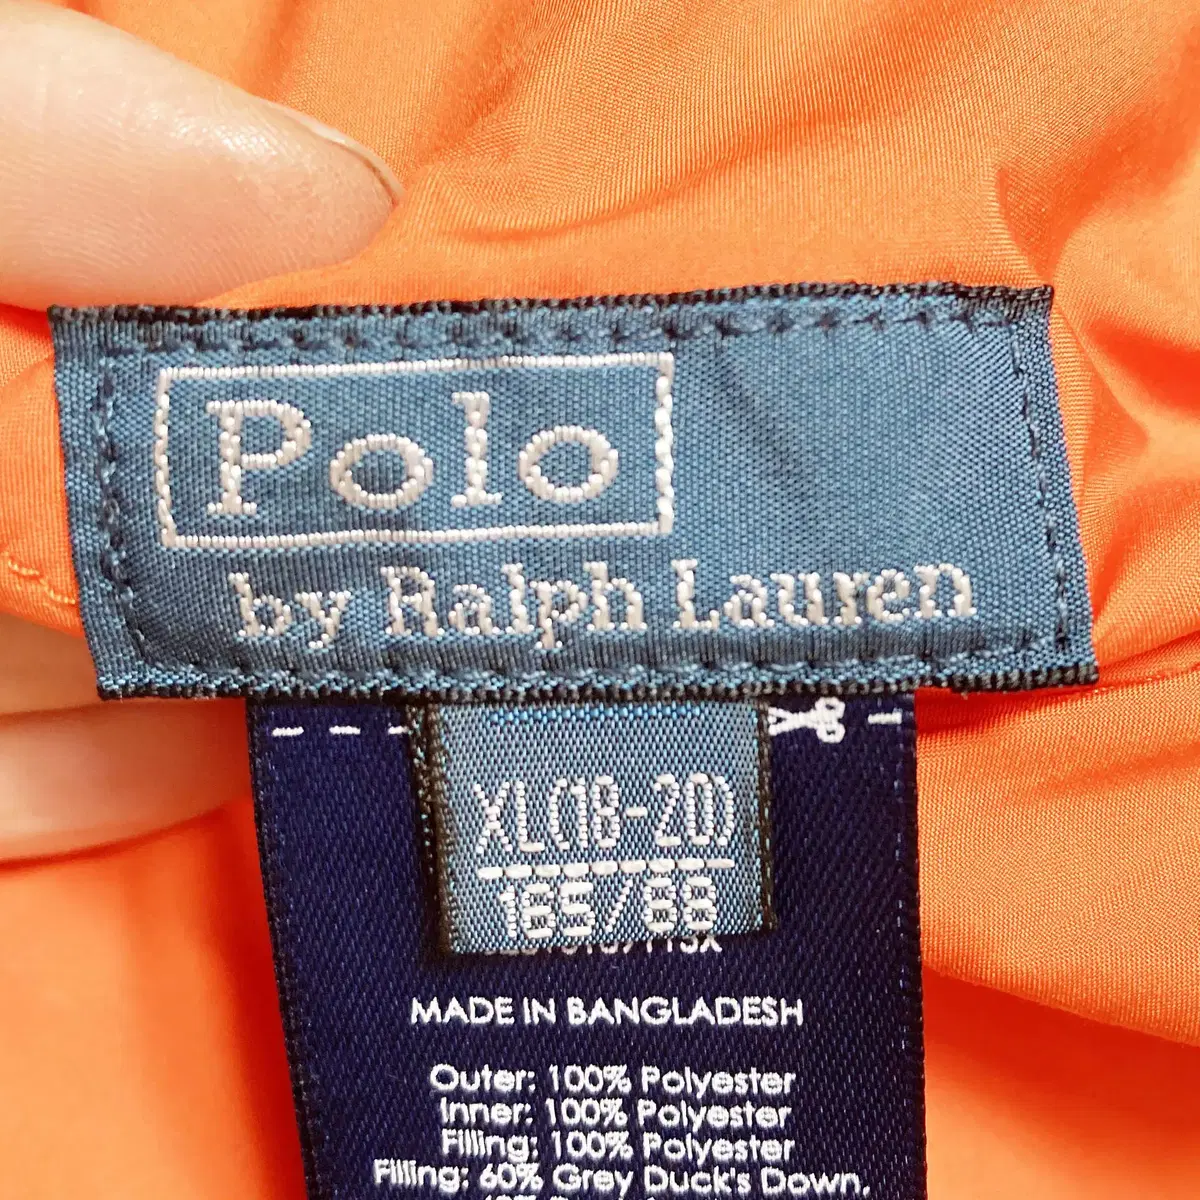 Polo
by Ralph Lauren
XL(18-20)
165/88
MADE IN BANGLADESH
Outer: 100% Polyester
Inner: 100% Polyester
Filling: 100% Polyester
Filling: 60% Grey Duck's Down,